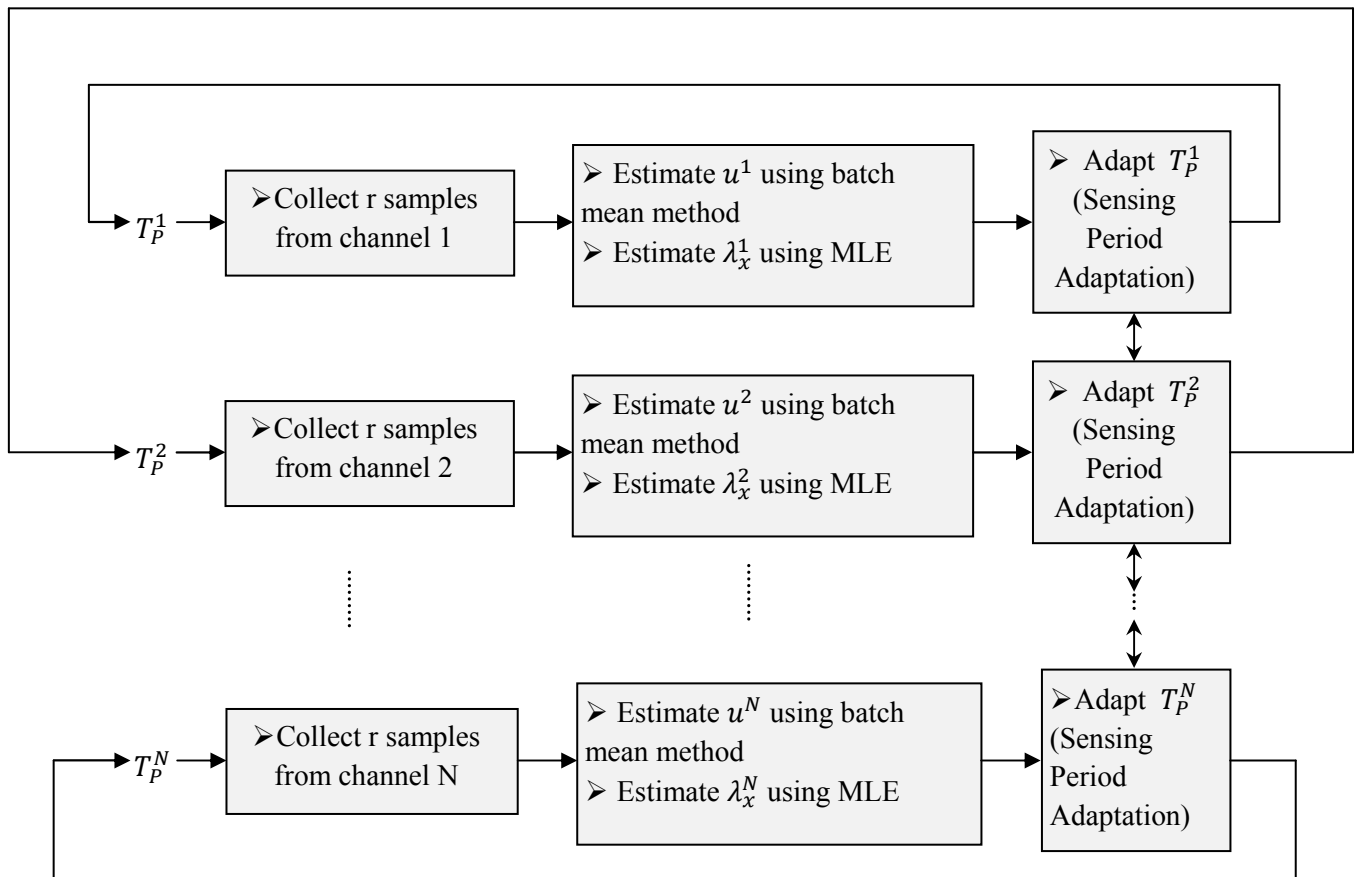 T_P^1
➢Collect r samples
from channel 1
➢ Estimate u^1 using batch
mean method
➢ Estimate λ_x^1 using MLE
➢ Adapt T_P^1
(Sensing
Period
Adaptation)
T_P^2
➢Collect r samples
from channel 2
➢ Estimate u^2 using batch
mean method
➢ Estimate λ_x^2 using MLE
➢ Adapt T_P^2
(Sensing
Period
Adaptation)
T_P^N
➢Collect r samples
from channel N
➢ Estimate u^N using batch
mean method
➢ Estimate λ_x^N using MLE
➢Adapt T_P^N
(Sensing
Period
Adaptation)